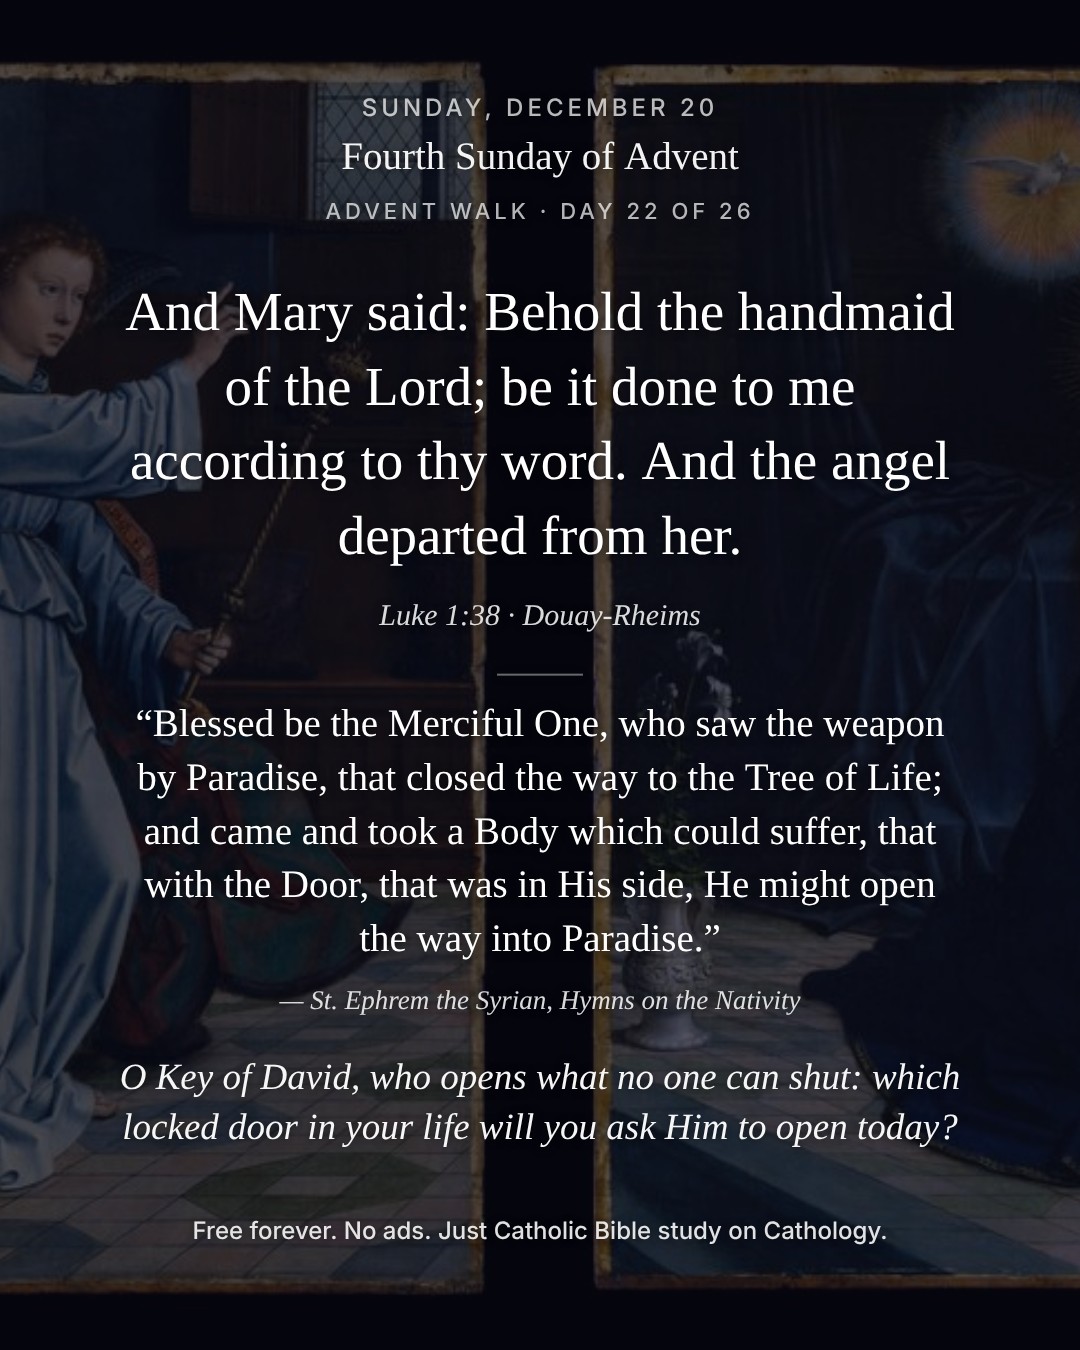 SUNDAY, DECEMBER 20
Fourth Sunday of Advent
ADVENT WALK · DAY 22 OF 26
And Mary said: Behold the handmaid
of the Lord; be it done to me
according to thy word. And the angel
departed from her.
Luke 1:38 · Douay-Rheims
“Blessed be the Merciful One, who saw the weapon
by Paradise, that closed the way to the Tree of Life;
and came and took a Body which could suffer, that
with the Door, that was in His side, He might open
the way into Paradise.”
— St. Ephrem the Syrian, Hymns on the Nativity
O Key of David, who opens what no one can shut: which
locked door in your life will you ask Him to open today?
Free forever. No ads. Just Catholic Bible study on Cathology.